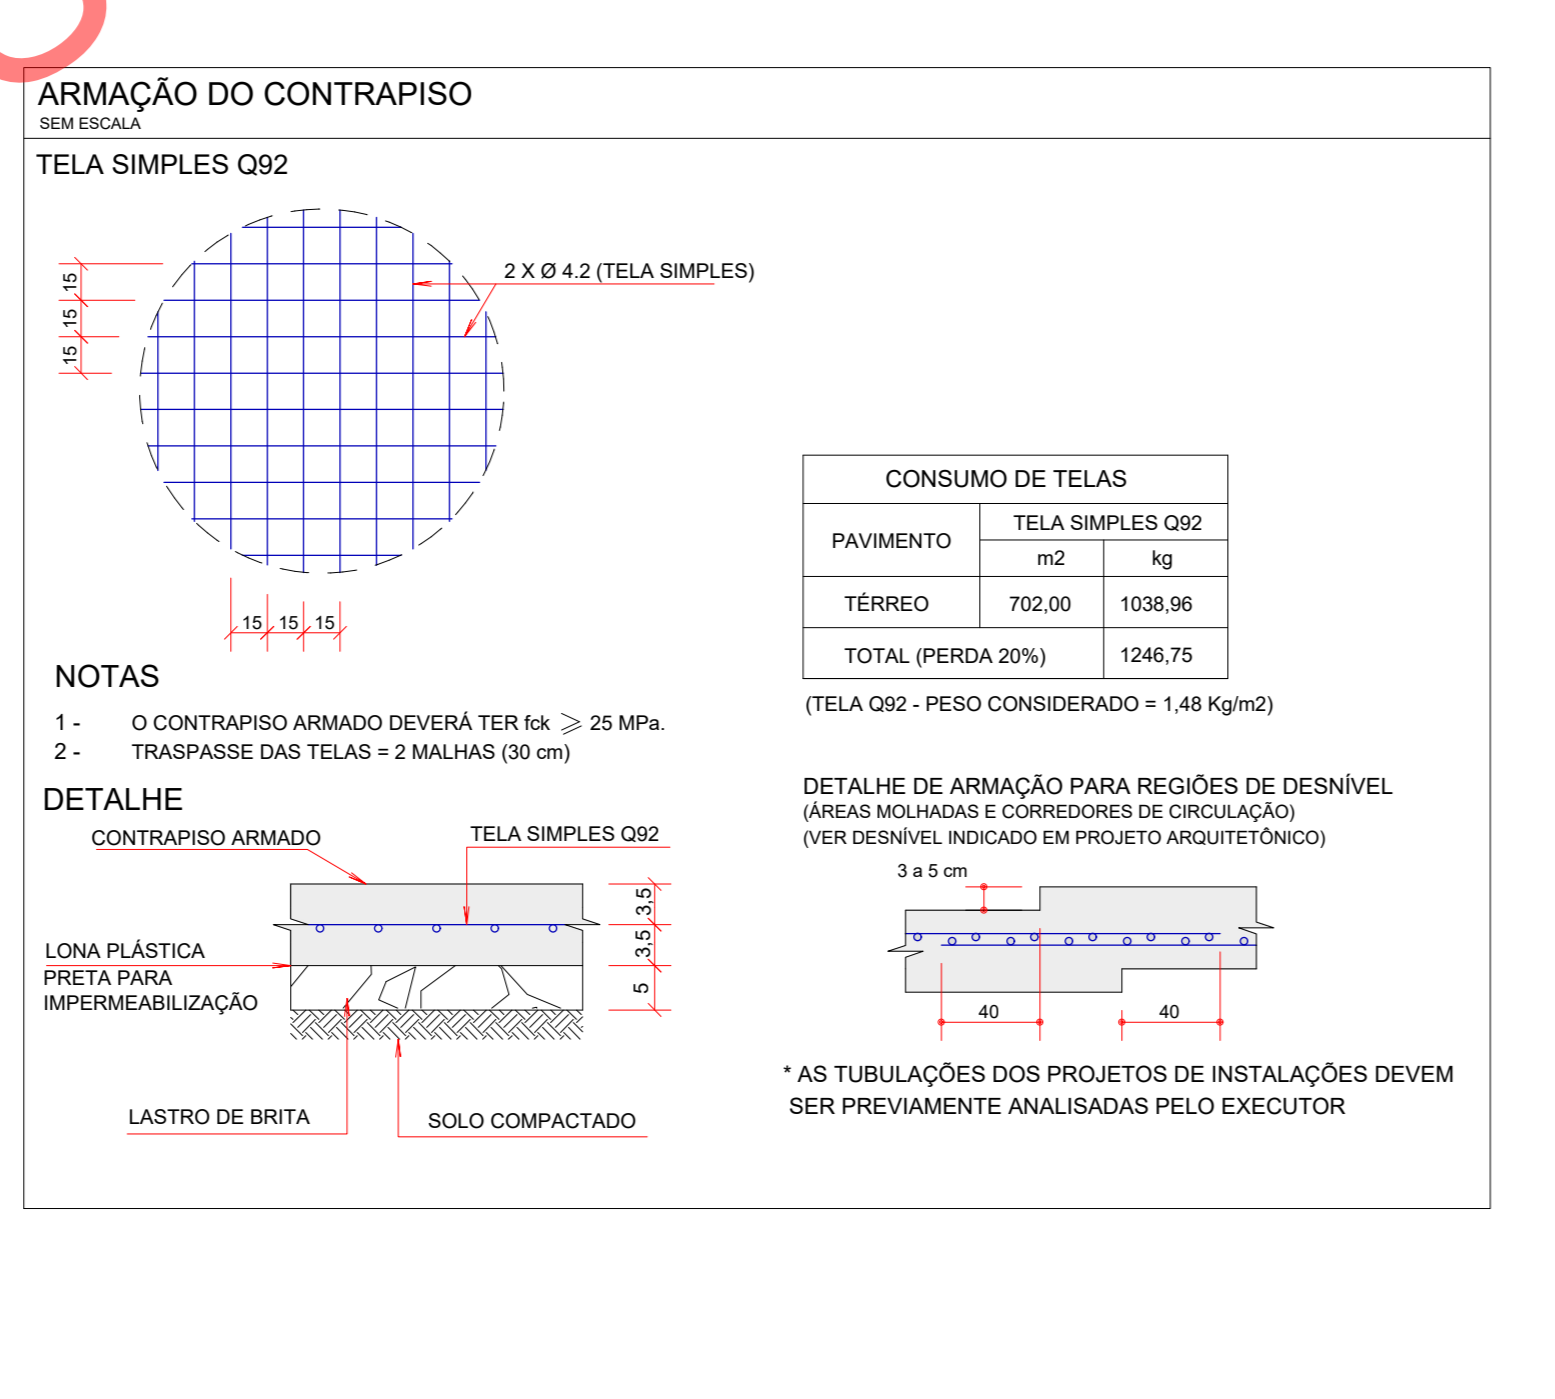 ARMAÇÃO DO CONTRAPISO
SEM ESCALA
TELA SIMPLES Q92
15
15
15
2 X Ø 4.2 (TELA SIMPLES)
15 15 15
NOTAS
1 - O CONTRAPISO ARMADO DEVERÁ TER fck ⩾ 25 MPa.
2 - TRASPASSE DAS TELAS = 2 MALHAS (30 cm)
DETALHE
CONTRAPISO ARMADO
TELA SIMPLES Q92
3,5
3,5
5
LONA PLÁSTICA
PRETA PARA
IMPERMEABILIZAÇÃO
LASTRO DE BRITA
SOLO COMPACTADO
CONSUMO DE TELAS
PAVIMENTO
TELA SIMPLES Q92
m2 kg
TÉRREO 702,00 1038,96
TOTAL (PERDA 20%) 1246,75
(TELA Q92 - PESO CONSIDERADO = 1,48 Kg/m2)
DETALHE DE ARMAÇÃO PARA REGIÕES DE DESNÍVEL
(ÁREAS MOLHADAS E CORREDORES DE CIRCULAÇÃO)
(VER DESNÍVEL INDICADO EM PROJETO ARQUITETÔNICO)
3 a 5 cm
40 40
* AS TUBULAÇÕES DOS PROJETOS DE INSTALAÇÕES DEVEM
SER PREVIAMENTE ANALISADAS PELO EXECUTOR